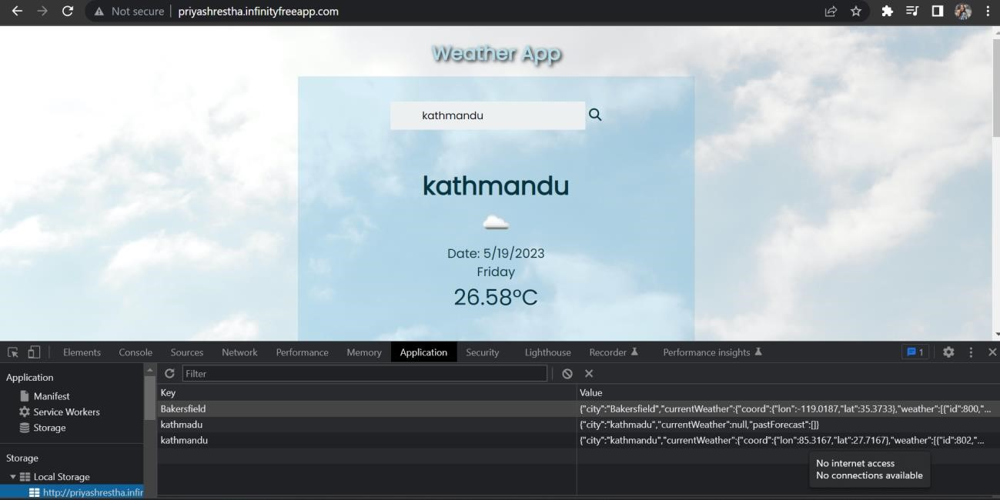 Not secure priyashrestha.infinityfreeapp.com
Weather App
kathmandu
kathmandu
Date: 5/19/2023
Friday
26.58°C
Elements Console Sources Network Performance Memory Application Security Lighthouse Recorder Performance insights 1
Application
Manifest
Service Workers
Storage
Storage
Local Storage
http://priyashrestha.infin
Filter
Key Value
Bakersfield {"city":"Bakersfield","currentWeather":{"coord":{"lon":-119.0187,"lat":35.3733},"weather":[{"id":800,"...
kathmadu {"city":"kathmadu","currentWeather":null,"pastForecast":[]}
kathmandu {"city":"kathmandu","currentWeather":{"coord":{"lon":85.3167,"lat":27.7167},"weather":[{"id":802,"...
No internet access
No connections available